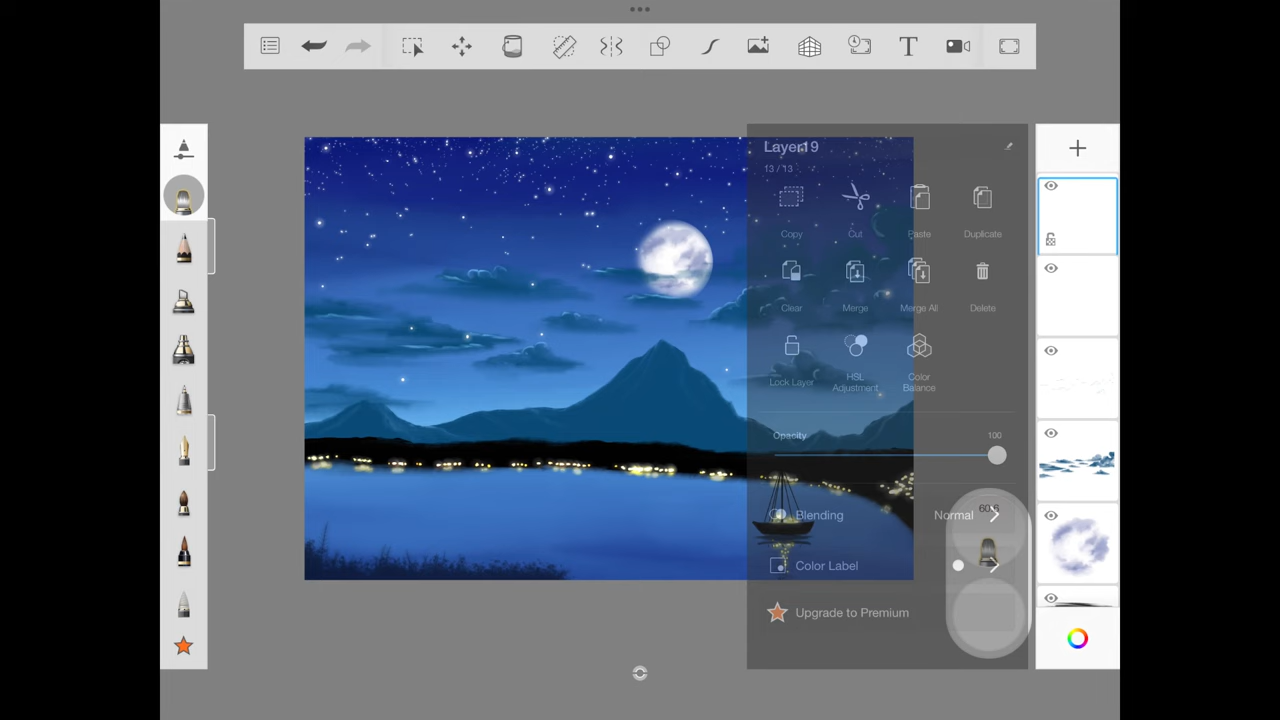 Layer19
13 / 13
Copy Cut Paste Duplicate
Clear Merge Merge All Delete
Lock Layer HSL Adjustment Color Balance
Opacity 100
Blending Normal
Color Label
Upgrade to Premium